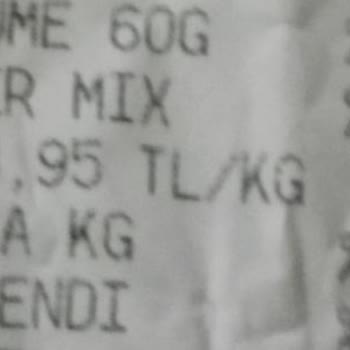 ME 60G
R MIX
,95 TL/KG
A KG
ENDI